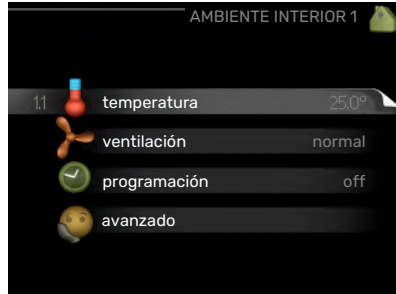 AMBIENTE INTERIOR 1
1.1 temperatura 25.0°
ventilación normal
programación off
avanzado